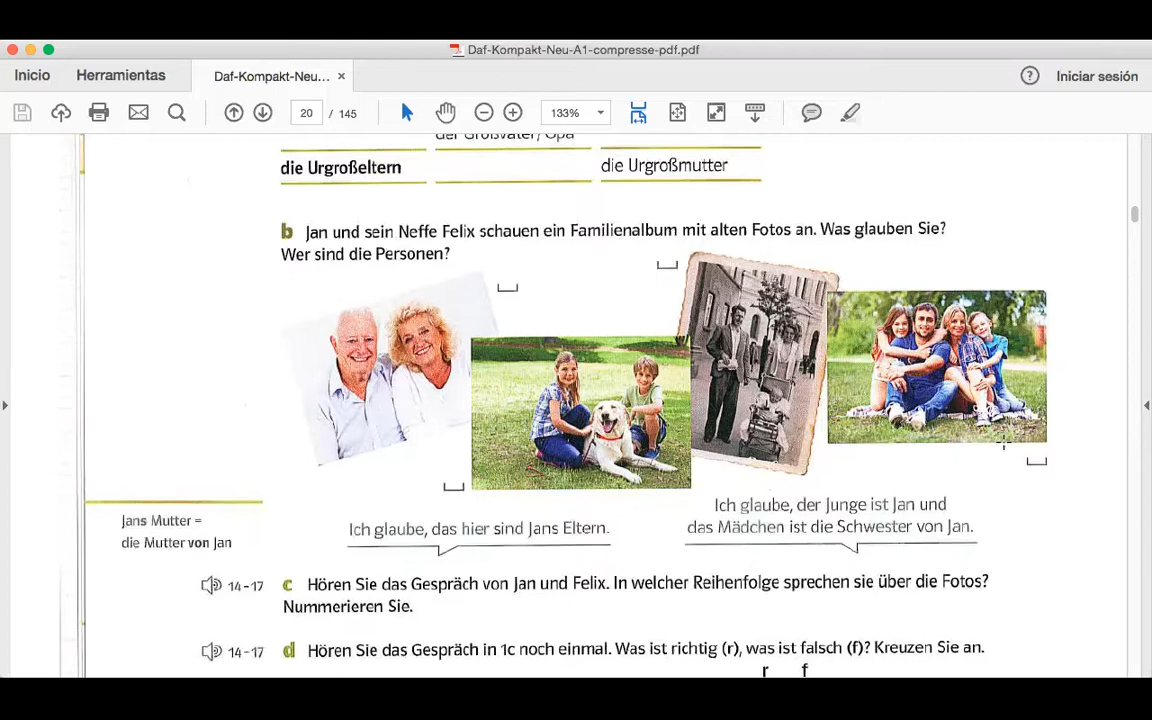 Daf-Kompakt-Neu-A1-compresse-pdf.pdf
Inicio
Herramientas
Daf-Kompakt-Neu... ×
? Iniciar sesión
20 / 145
133%
der Großvater/Opa
die Urgroßeltern
die Urgroßmutter
b Jan und sein Neffe Felix schauen ein Familienalbum mit alten Fotos an. Was glauben Sie?
Wer sind die Personen?
Jans Mutter =
die Mutter von Jan
Ich glaube, das hier sind Jans Eltern.
Ich glaube, der Junge ist Jan und
das Mädchen ist die Schwester von Jan.
14-17 c Hören Sie das Gespräch von Jan und Felix. In welcher Reihenfolge sprechen sie über die Fotos?
Nummerieren Sie.
14-17 d Hören Sie das Gespräch in 1c noch einmal. Was ist richtig (r), was ist falsch (f)? Kreuzen Sie an.
r f